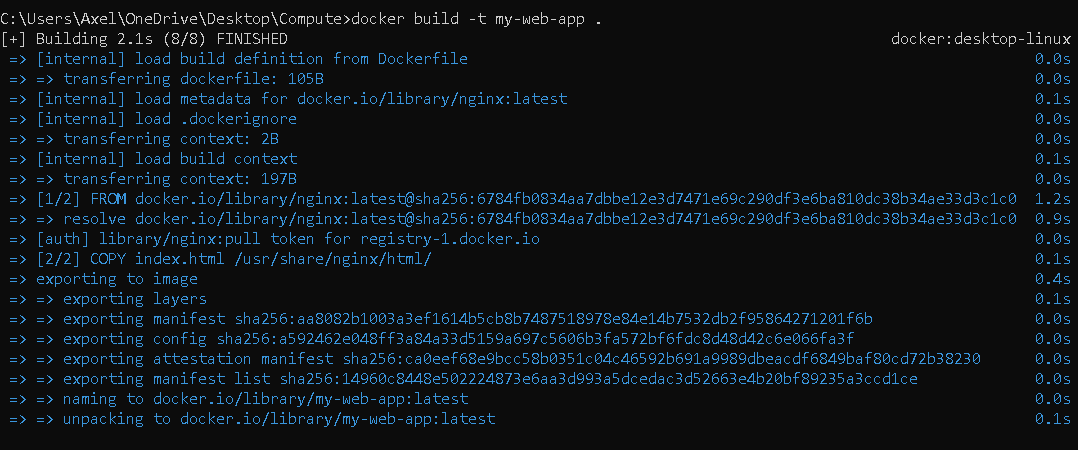 C:\Users\Axel\OneDrive\Desktop\Compute>docker build -t my-web-app .
[+] Building 2.1s (8/8) FINISHED docker:desktop-linux
=> [internal] load build definition from Dockerfile 0.0s
=> => transferring dockerfile: 105B 0.0s
=> [internal] load metadata for docker.io/library/nginx:latest 0.1s
=> [internal] load .dockerignore 0.0s
=> => transferring context: 2B 0.0s
=> [internal] load build context 0.1s
=> => transferring context: 197B 0.0s
=> [1/2] FROM docker.io/library/nginx:latest@sha256:6784fb0834aa7dbbe12e3d7471e69c290df3e6ba810dc38b34ae33d3c1c0 1.2s
=> => resolve docker.io/library/nginx:latest@sha256:6784fb0834aa7dbbe12e3d7471e69c290df3e6ba810dc38b34ae33d3c1c0 0.9s
=> [auth] library/nginx:pull token for registry-1.docker.io 0.0s
=> [2/2] COPY index.html /usr/share/nginx/html/ 0.1s
=> exporting to image 0.4s
=> => exporting layers 0.1s
=> => exporting manifest sha256:aa8082b1003a3ef1614b5cb8b7487518978e84e14b7532db2f95864271201f6b 0.0s
=> => exporting config sha256:a592462e048ff3a84a33d5159a697c5606b3fa572bf6fdc8d48d42c6e066fa3f 0.0s
=> => exporting attestation manifest sha256:ca0eef68e9bcc58b0351c04c46592b691a9989dbeacdf6849baf80cd72b38230 0.0s
=> => exporting manifest list sha256:14960c8448e502224873e6aa3d993a5dcedac3d52663e4b20bf89235a3ccd1ce 0.0s
=> => naming to docker.io/library/my-web-app:latest 0.0s
=> => unpacking to docker.io/library/my-web-app:latest 0.1s